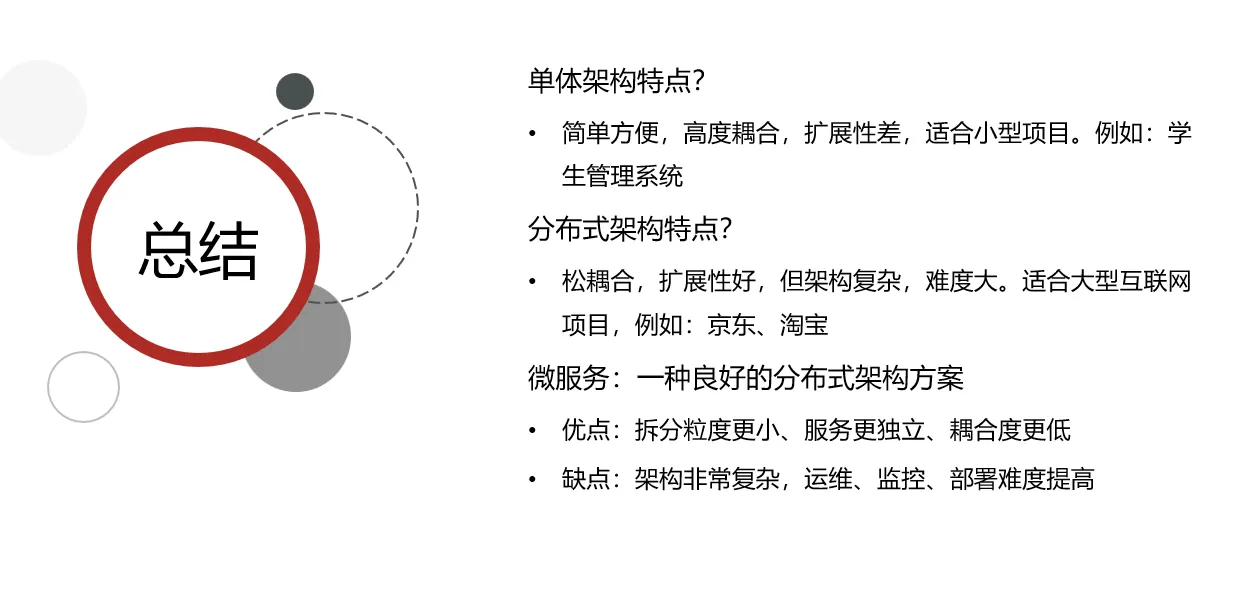 总结
单体架构特点？
• 简单方便，高度耦合，扩展性差，适合小型项目。例如：学
生管理系统
分布式架构特点？
• 松耦合，扩展性好，但架构复杂，难度大。适合大型互联网
项目，例如：京东、淘宝
微服务：一种良好的分布式架构方案
• 优点：拆分粒度更小、服务更独立、耦合度更低
• 缺点：架构非常复杂，运维、监控、部署难度提高